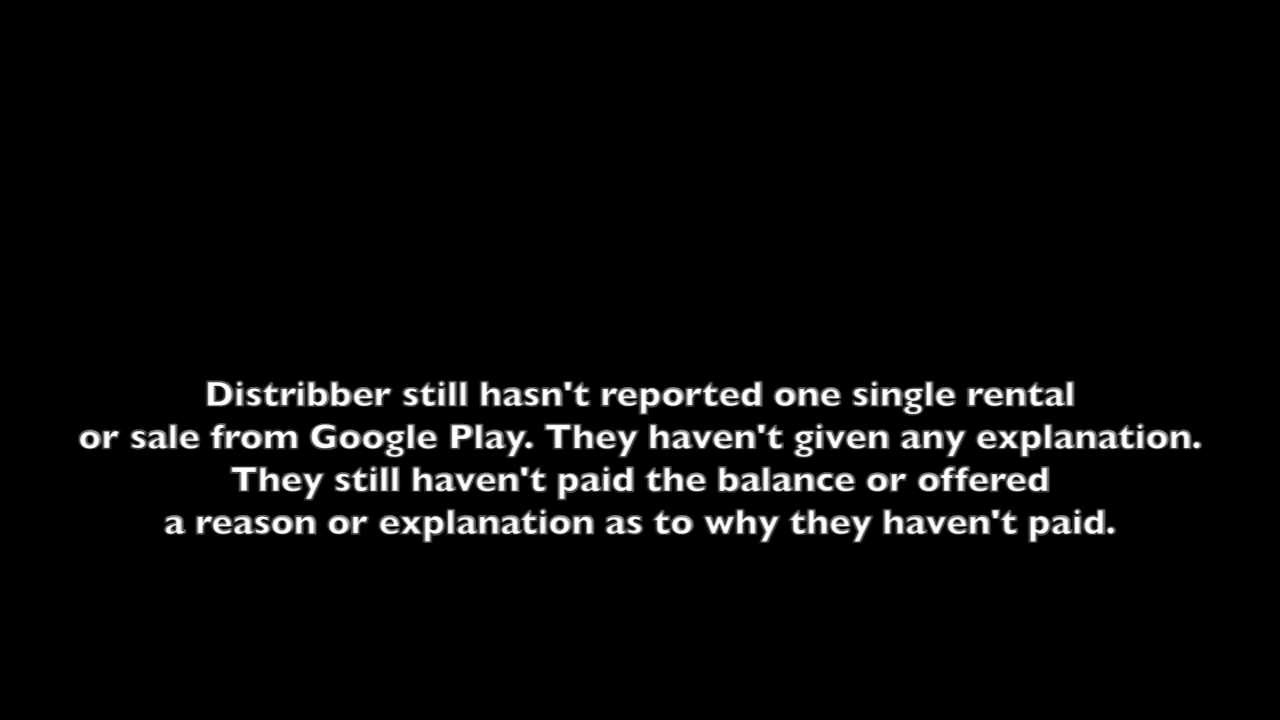 Distribber still hasn't reported one single rental
or sale from Google Play. They haven't given any explanation.
They still haven't paid the balance or offered
a reason or explanation as to why they haven't paid.